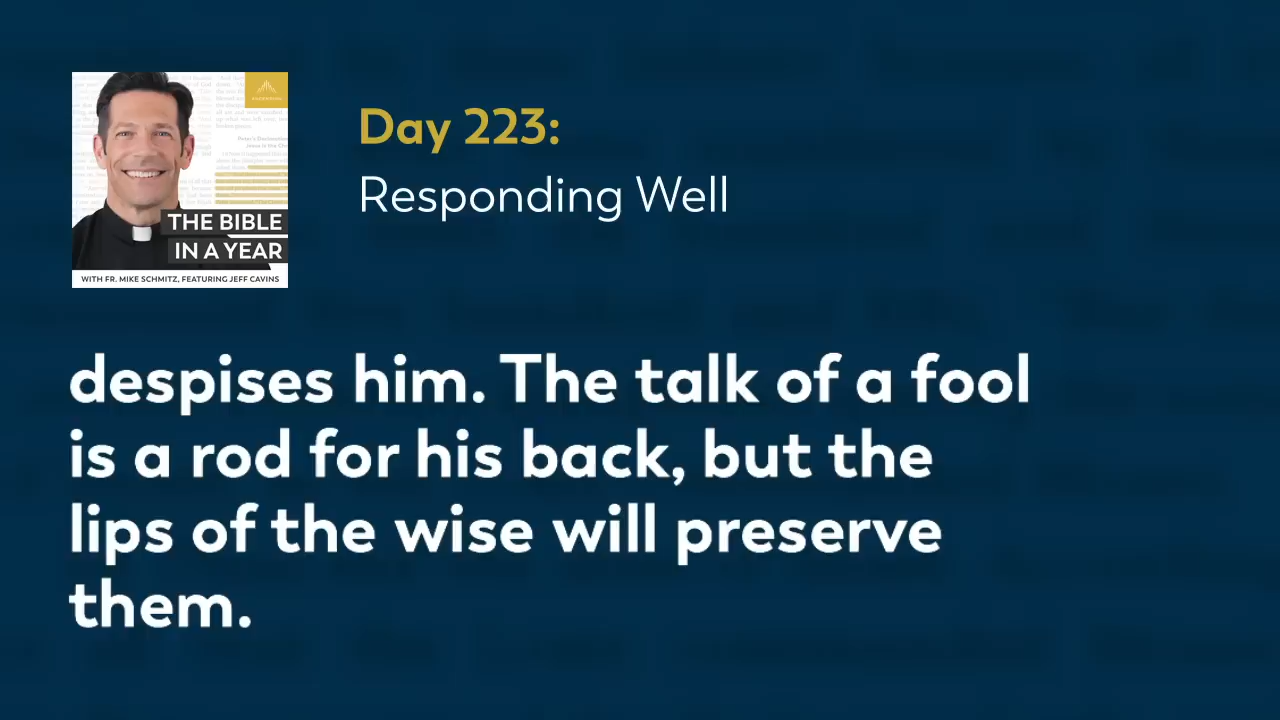 Day 223:
Responding Well
THE BIBLE
IN A YEAR
WITH FR. MIKE SCHMITZ, FEATURING JEFF CAVINS
despises him. The talk of a fool
is a rod for his back, but the
lips of the wise will preserve
them.